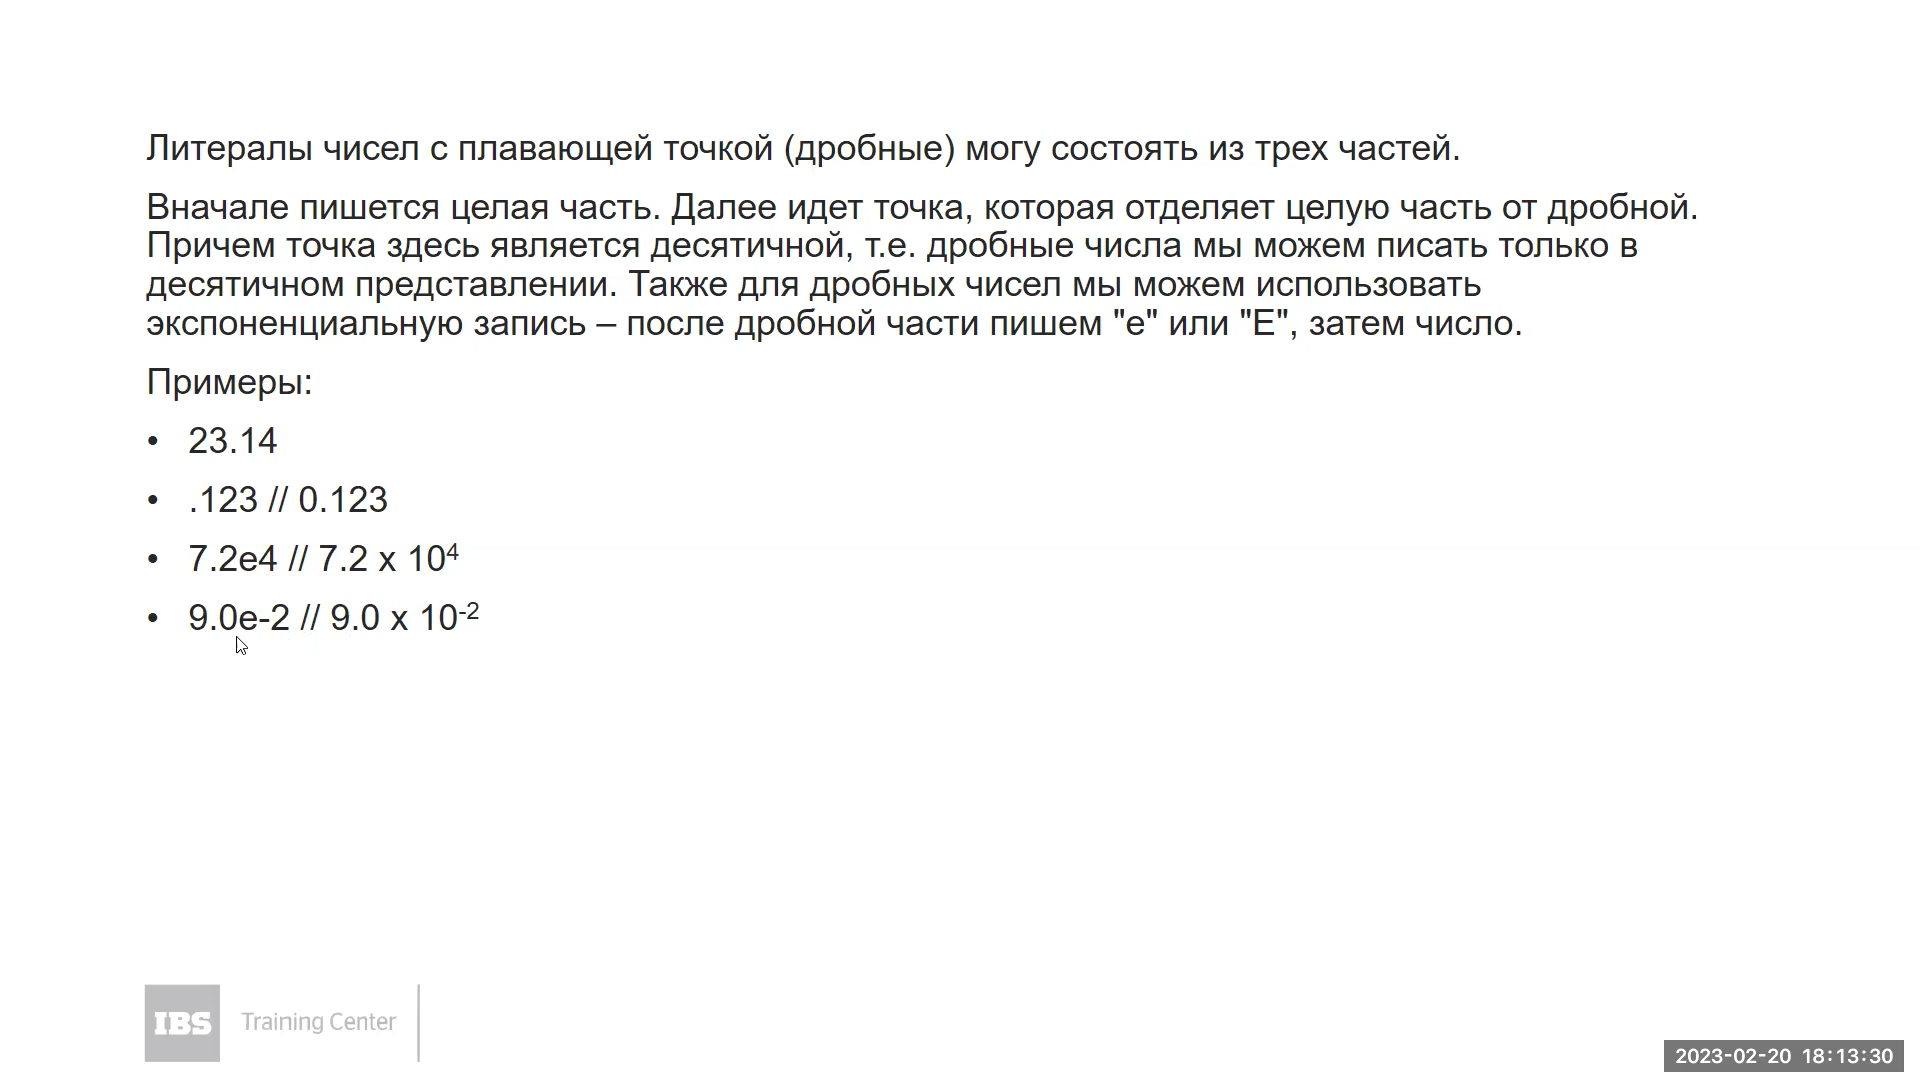 Литералы чисел с плавающей точкой (дробные) могу состоять из трех частей.
Вначале пишется целая часть. Далее идет точка, которая отделяет целую часть от дробной.
Причем точка здесь является десятичной, т.е. дробные числа мы можем писать только в
десятичном представлении. Также для дробных чисел мы можем использовать
экспоненциальную запись – после дробной части пишем "e" или "E", затем число.
Примеры:
• 23.14
• .123 // 0.123
• 7.2e4 // 7.2 x 10⁴
• 9.0e-2 // 9.0 x 10⁻²
IBS Training Center
2023-02-20 18:13:30